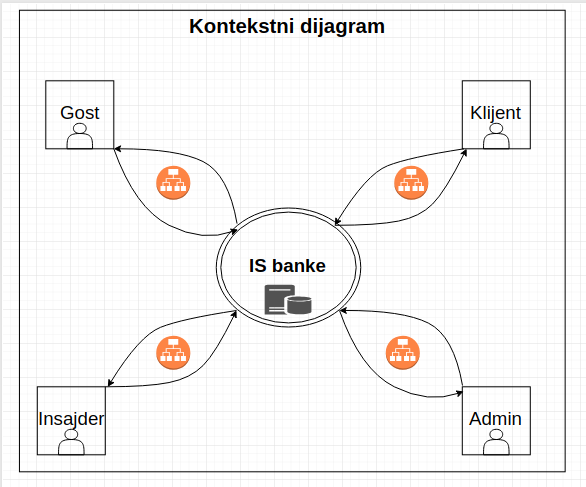 Kontekstni dijagram
Gost
Klijent
IS banke
Insajder
Admin